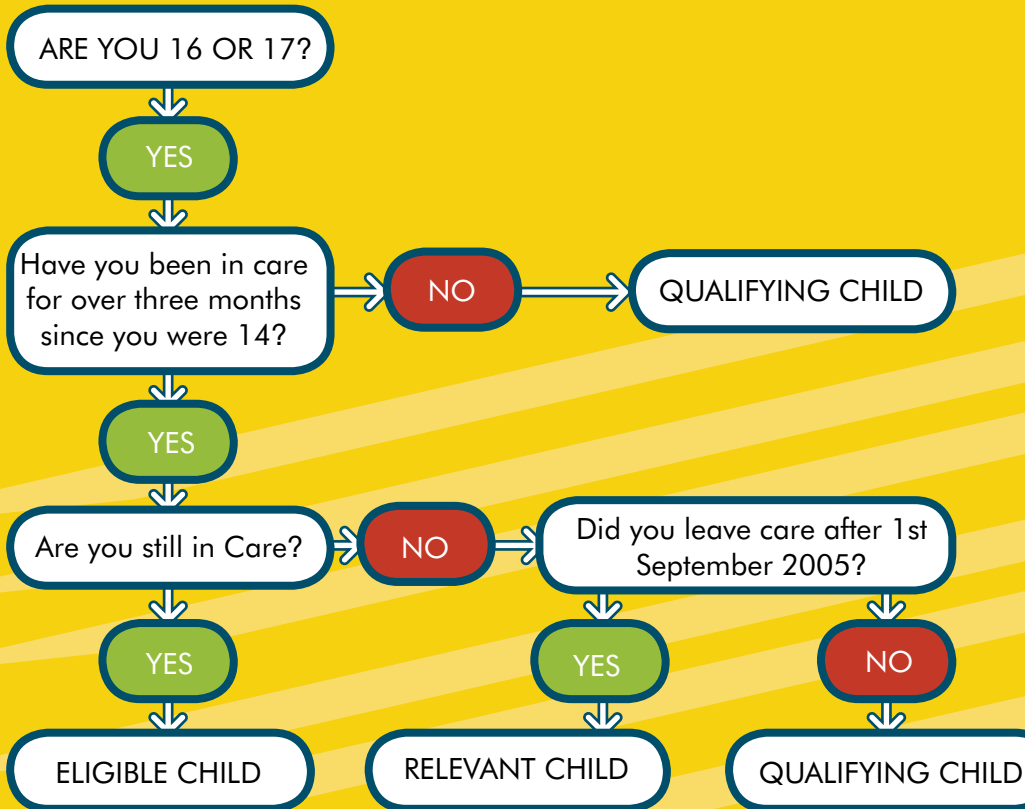 ARE YOU 16 OR 17?
YES
Have you been in care
for over three months
since you were 14?
NO
QUALIFYING CHILD
YES
Are you still in Care?
NO
Did you leave care after 1st
September 2005?
YES
YES
NO
ELIGIBLE CHILD
RELEVANT CHILD
QUALIFYING CHILD